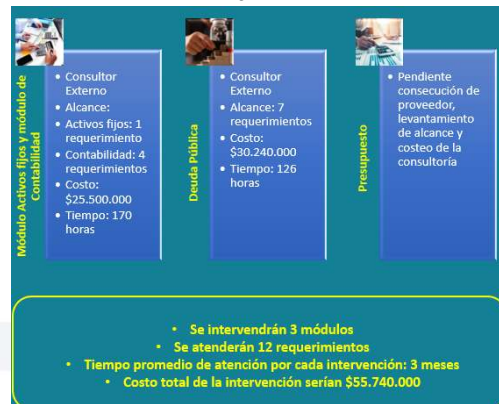 Módulo Activos fijos y módulo de
Contabilidad
• Consultor
Externo
• Alcance:
• Activos fijos: 1
requerimiento
• Contabilidad: 4
requerimientos
• Costo:
$25.500.000
• Tiempo: 170
horas
Deuda Pública
• Consultor
Externo
• Alcance: 7
requerimientos
• Costo:
$30.240.000
• Tiempo: 126
horas
Presupuesto
• Pendiente
consecución de
proveedor,
levantamiento
de alcance y
costeo de la
consultoría
• Se intervendrán 3 módulos
• Se atenderán 12 requerimientos
• Tiempo promedio de atención por cada intervención: 3 meses
• Costo total de la intervención serían $55.740.000